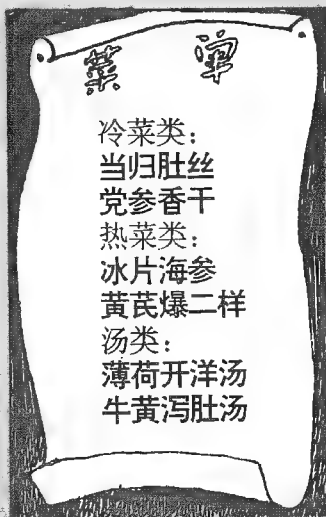 菜单
冷菜类：
当归肚丝
党参香干
热菜类：
冰片海参
黄芪爆二样
汤类：
薄荷开洋汤
牛黄泻肚汤